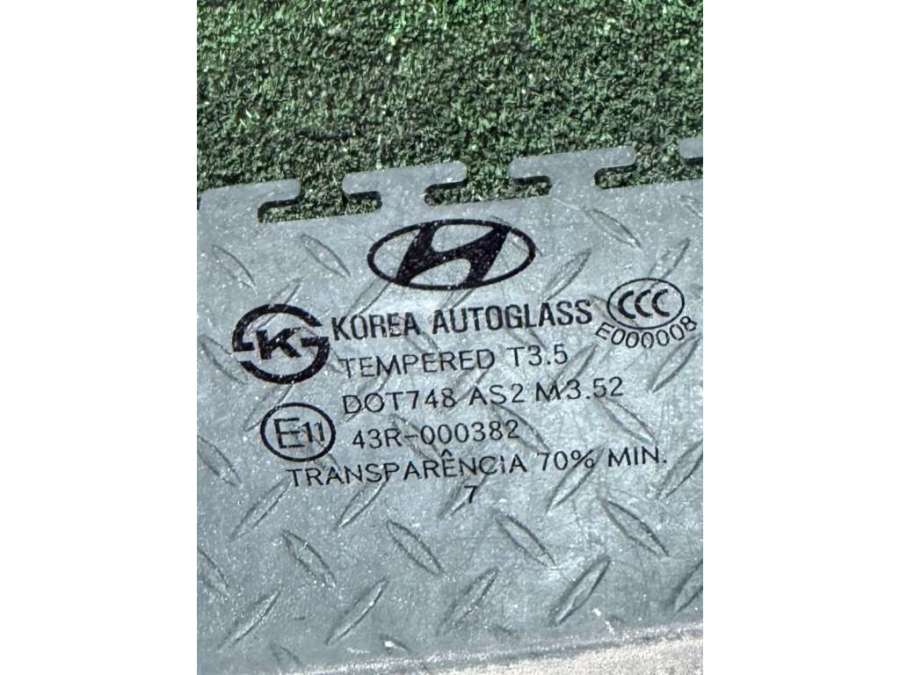 KOREA AUTOGLASS
CCC
E000008
K
TEMPERED T3.5
DOT748 AS2 M3.52
E11
43R-000382
TRANSPARÊNCIA 70% MIN.
7